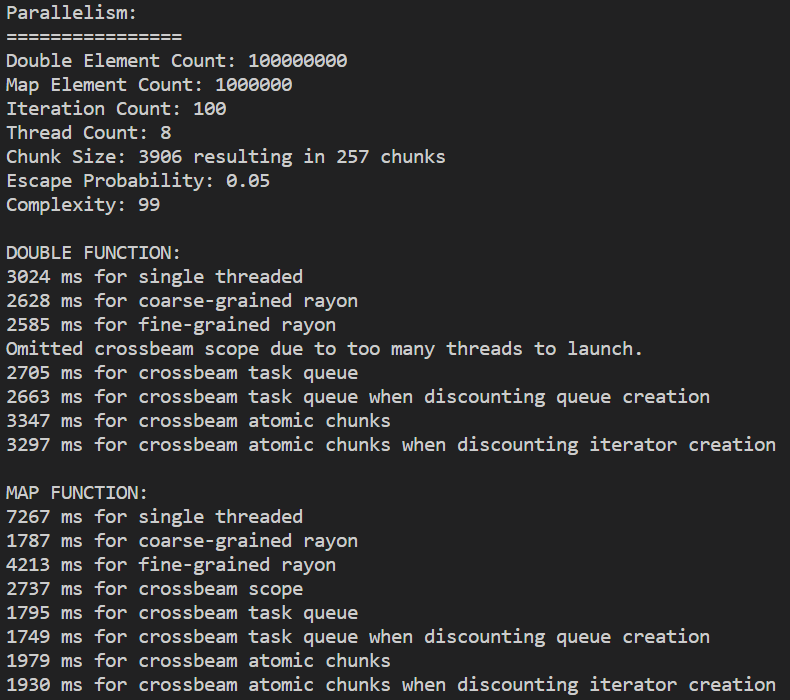 Parallelism:
================
Double Element Count: 100000000
Map Element Count: 1000000
Iteration Count: 100
Thread Count: 8
Chunk Size: 3906 resulting in 257 chunks
Escape Probability: 0.05
Complexity: 99
DOUBLE FUNCTION:
3024 ms for single threaded
2628 ms for coarse-grained rayon
2585 ms for fine-grained rayon
Omitted crossbeam scope due to too many threads to launch.
2705 ms for crossbeam task queue
2663 ms for crossbeam task queue when discounting queue creation
3347 ms for crossbeam atomic chunks
3297 ms for crossbeam atomic chunks when discounting iterator creation
MAP FUNCTION:
7267 ms for single threaded
1787 ms for coarse-grained rayon
4213 ms for fine-grained rayon
2737 ms for crossbeam scope
1795 ms for crossbeam task queue
1749 ms for crossbeam task queue when discounting queue creation
1979 ms for crossbeam atomic chunks
1930 ms for crossbeam atomic chunks when discounting iterator creation